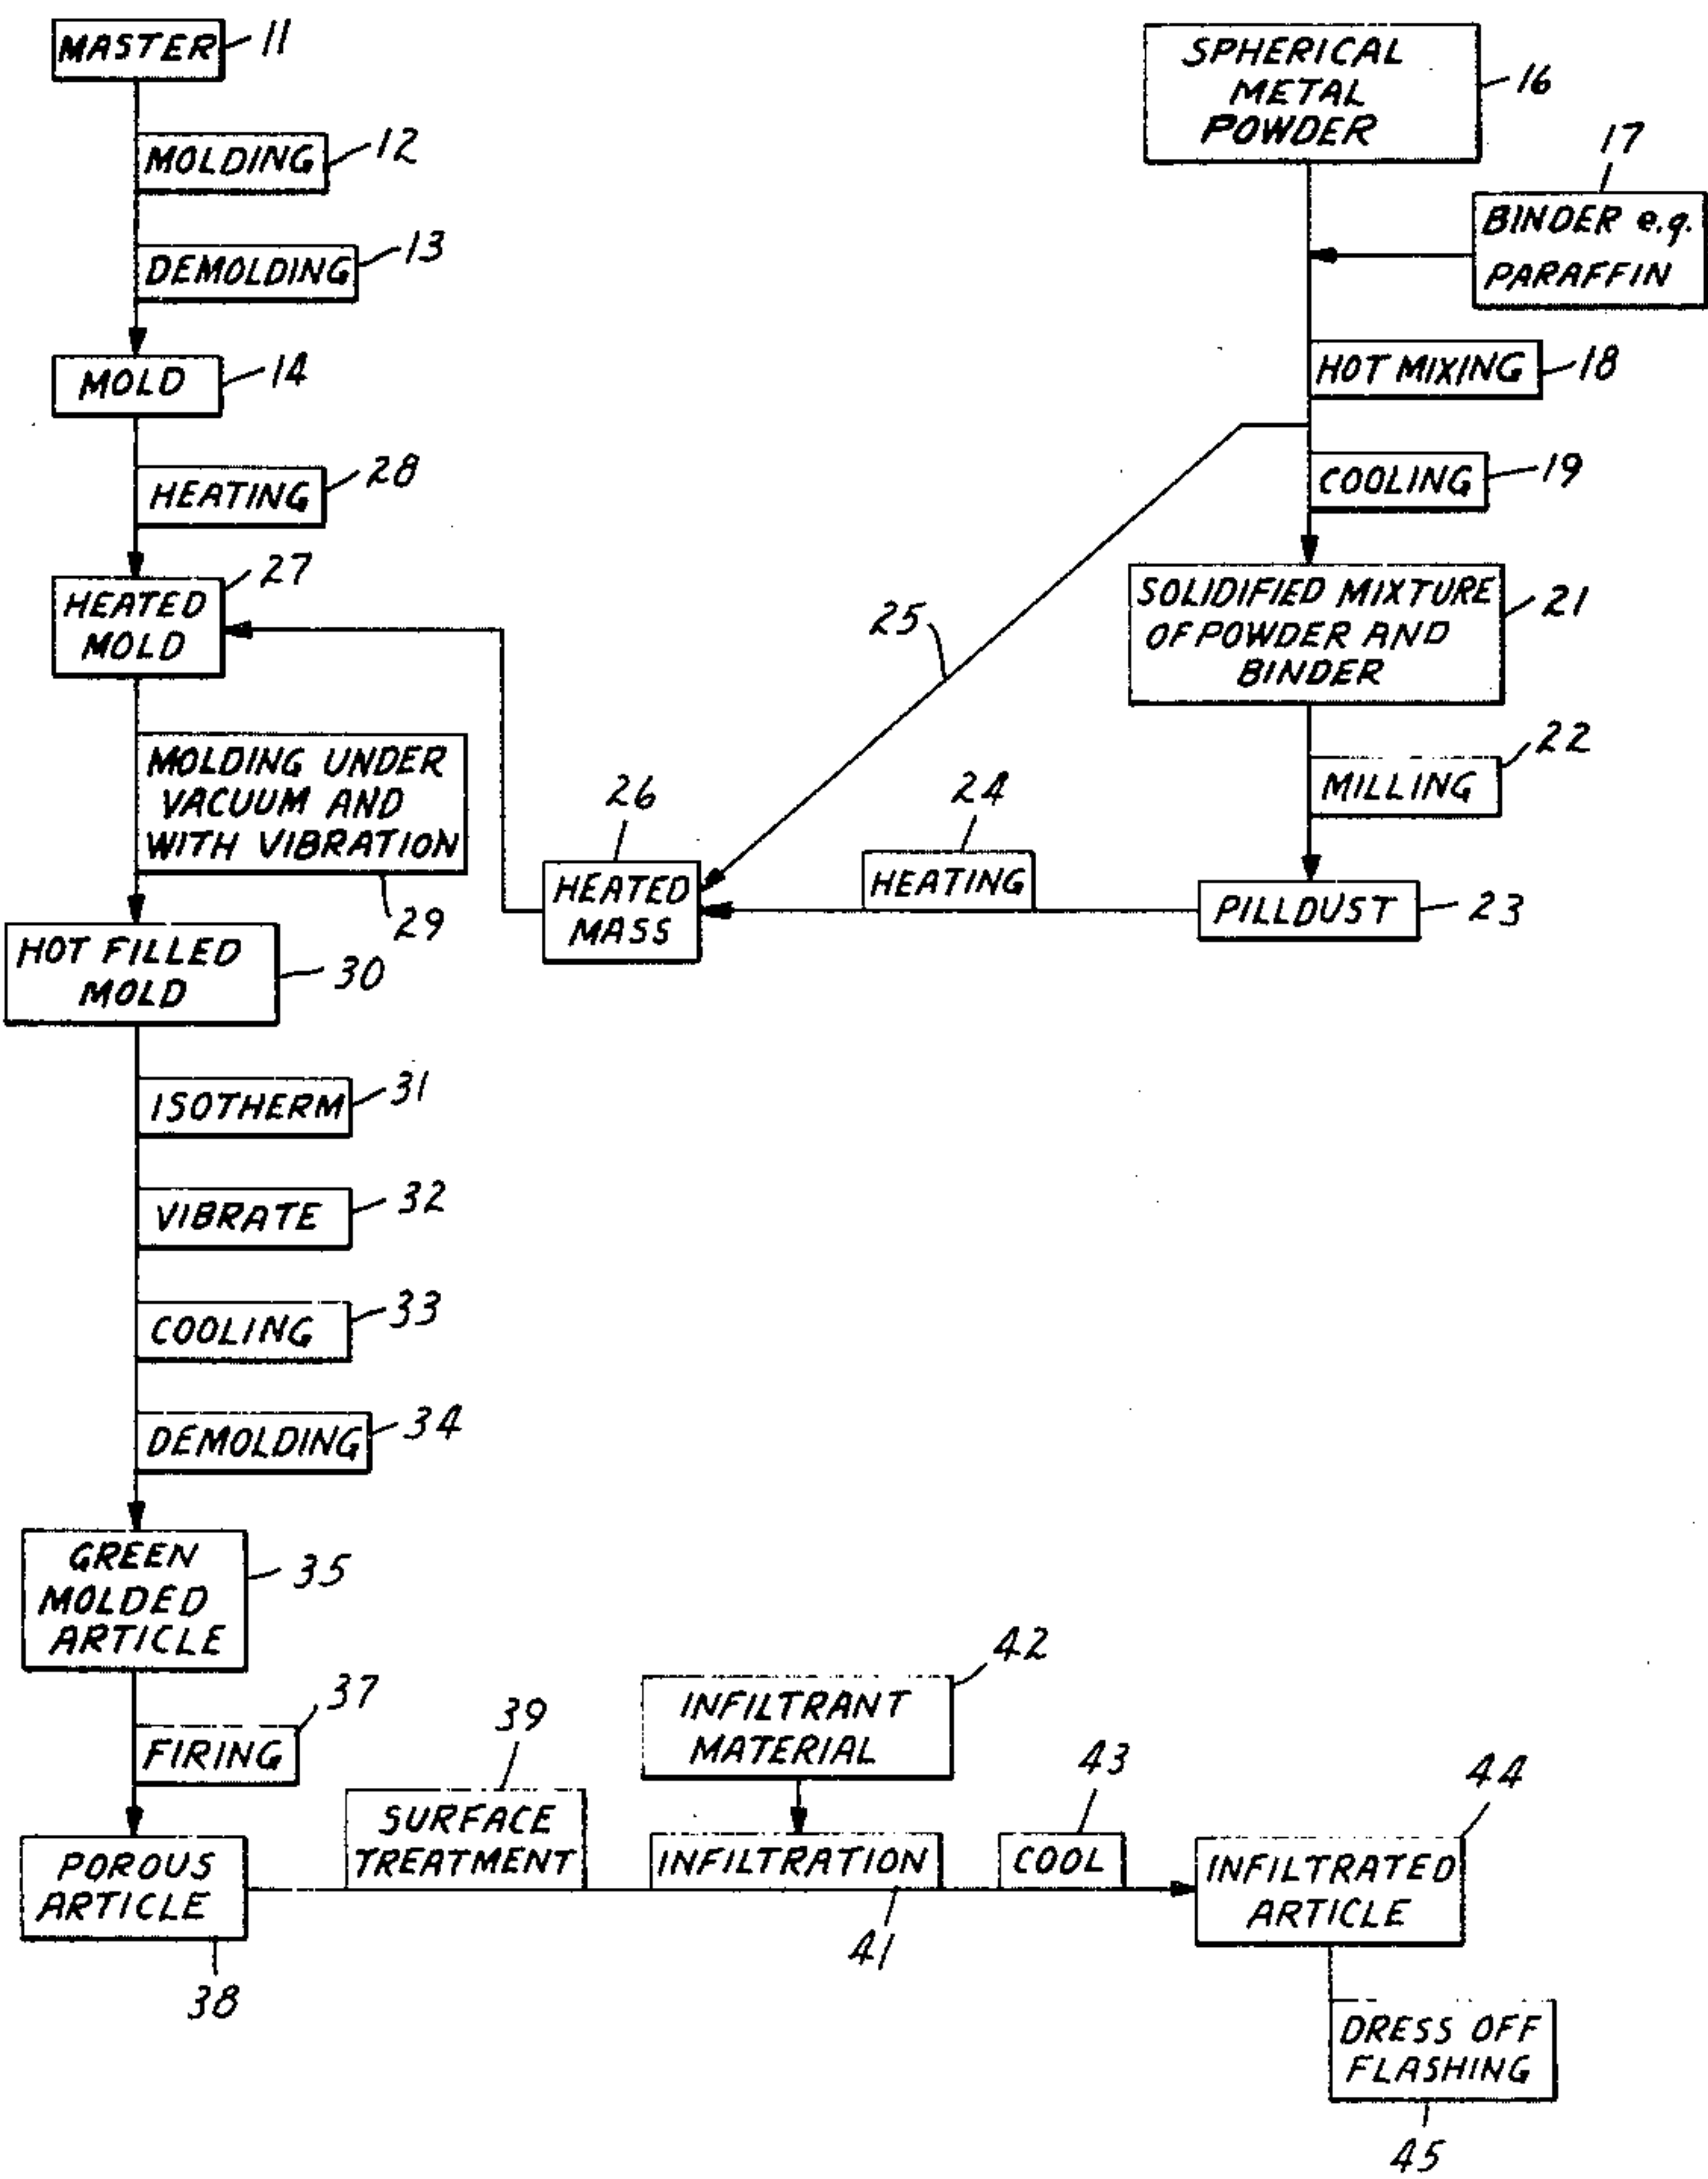 MASTER
11
MOLDING
12
DEMOLDING
13
MOLD
14
HEATING
28
HEATED
MOLD
27
MOLDING UNDER
VACUUM AND
WITH VIBRATION
29
HOT FILLED
MOLD
30
ISOTHERM
31
VIBRATE
32
COOLING
33
DEMOLDING
34
GREEN
MOLDED
ARTICLE
35
FIRING
37
POROUS
ARTICLE
38
SPHERICAL
METAL
POWDER
16
17
BINDER e.g.
PARAFFIN
HOT MIXING
18
COOLING
19
SOLIDIFIED MIXTURE
OF POWDER AND
BINDER
21
MILLING
22
PILLDUST
23
24
HEATING
25
26
HEATED
MASS
39
SURFACE
TREATMENT
42
INFILTRANT
MATERIAL
INFILTRATION
41
43
COOL
44
INFILTRATED
ARTICLE
DRESS OFF
FLASHING
45